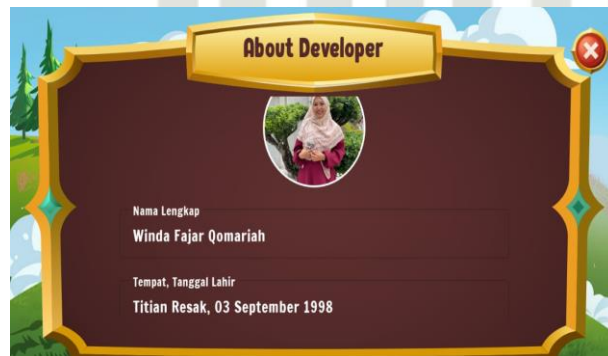 About Developer
Nama Lengkap
Winda Fajar Qomariah
Tempat, Tanggal Lahir
Titian Resak, 03 September 1998